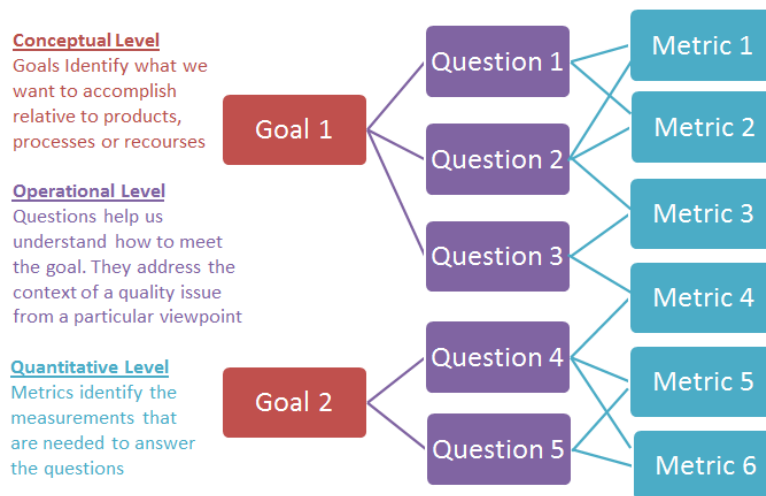 Conceptual Level
Goals Identify what we
want to accomplish
relative to products,
processes or recourses
Operational Level
Questions help us
understand how to meet
the goal. They address the
context of a quality issue
from a particular viewpoint
Quantitative Level
Metrics identify the
measurements that
are needed to answer
the questions
Goal 1
Goal 2
Question 1
Question 2
Question 3
Question 4
Question 5
Metric 1
Metric 2
Metric 3
Metric 4
Metric 5
Metric 6